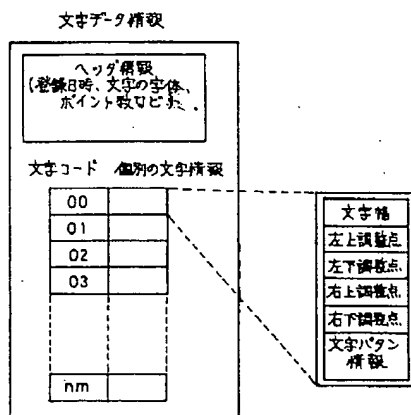 文字データ情報
ヘッダ情報
(登録日時、文字の字体、
ポイント数など
文字コード 個別の文字情報
00
01
02
03
nm
文字幅
左上調整点
左下調整点
右上調整点
右下調整点
文字パタン
情報